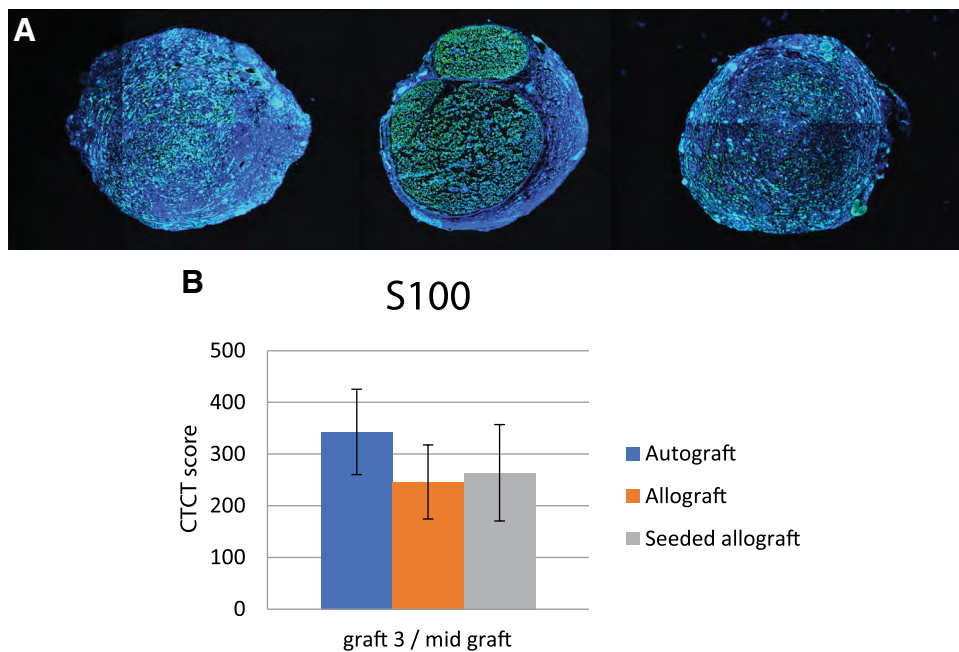 A
B
S100
500
400
300
200
100
0
CTCT score
graft 3 / mid graft
Autograft
Allograft
Seeded allograft